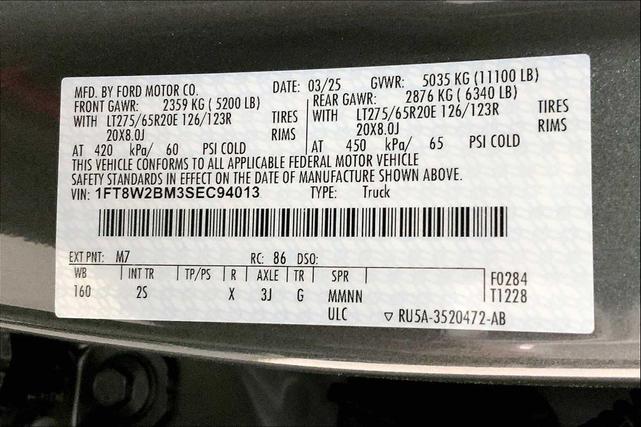 MFD. BY FORD MOTOR CO. DATE: 03/25 GVWR: 5035 KG (11100 LB)
FRONT GAWR: 2359 KG (5200 LB) REAR GAWR: 2876 KG (6340 LB)
WITH LT275/65R20E 126/123R TIRES WITH LT275/65R20E 126/123R TIRES
20X8.0J RIMS 20X8.0J RIMS
AT 420 kPa/ 60 PSI COLD AT 450 kPa/ 65 PSI COLD
THIS VEHICLE CONFORMS TO ALL APPLICABLE FEDERAL MOTOR VEHICLE
SAFETY STANDARDS IN EFFECT ON THE DATE OF MANUFACTURE SHOWN ABOVE.
VIN: 1FT8W2BM3SEC94013 TYPE: Truck
EXT PNT: M7 RC: 86 DSO:
WB INT TR TP/PS R AXLE TR SPR F0284
160 2S X 3J G MMNN T1228
ULC ▽ RU5A-3520472-AB